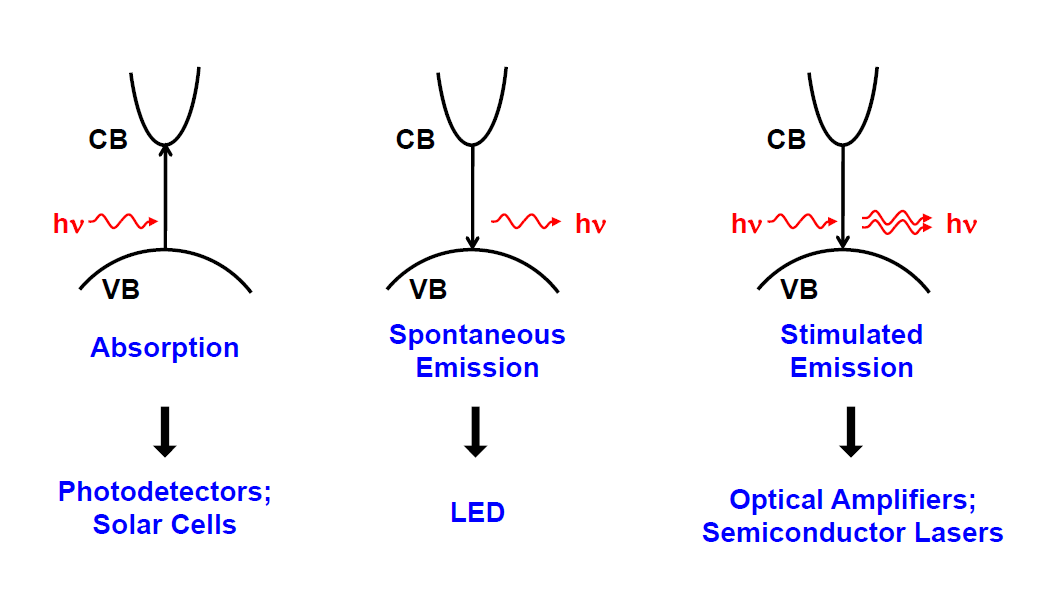 CB
hν
VB
Absorption
Photodetectors;
Solar Cells
CB
hν
VB
Spontaneous
Emission
LED
CB
hν
hν
VB
Stimulated
Emission
Optical Amplifiers;
Semiconductor Lasers